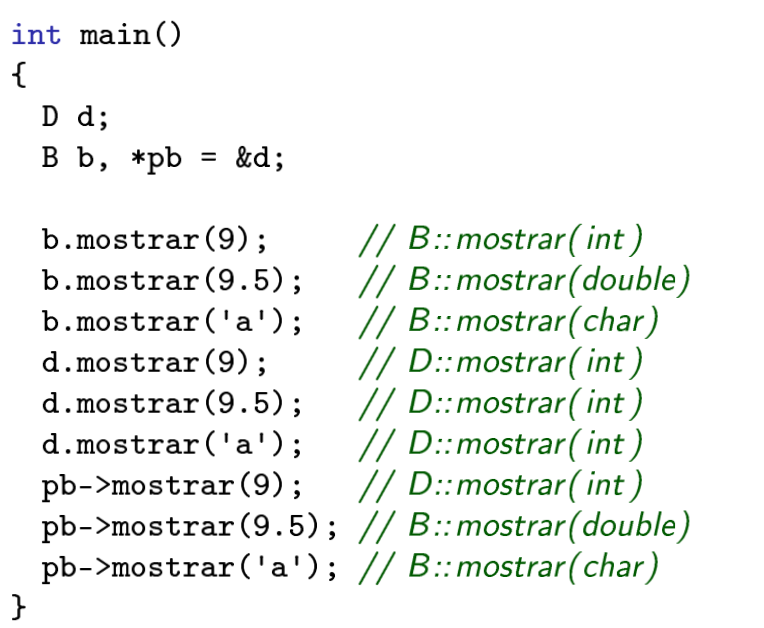 int main()
{
  D d;
  B b, *pb = &d;

  b.mostrar(9);     // B::mostrar(int)
  b.mostrar(9.5);   // B::mostrar(double)
  b.mostrar('a');   // B::mostrar(char)
  d.mostrar(9);     // D::mostrar(int)
  d.mostrar(9.5);   // D::mostrar(int)
  d.mostrar('a');   // D::mostrar(int)
  pb->mostrar(9);   // D::mostrar(int)
  pb->mostrar(9.5); // B::mostrar(double)
  pb->mostrar('a'); // B::mostrar(char)
}